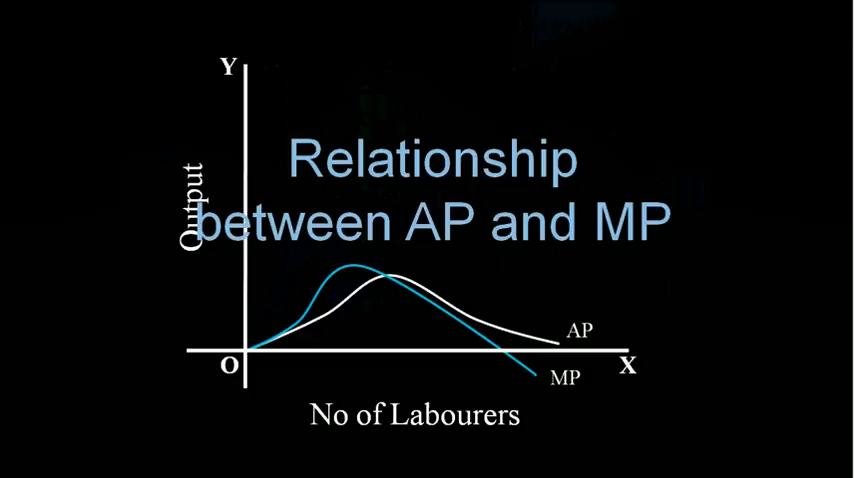 Y
Output
Relationship
between AP and MP
AP
O
X
MP
No of Labourers